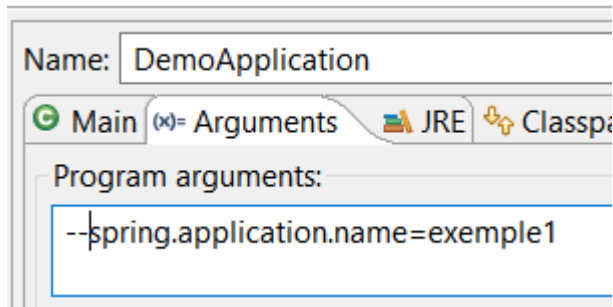 Name: DemoApplication
Main (x)= Arguments JRE Classpa
Program arguments:
--spring.application.name=exemple1